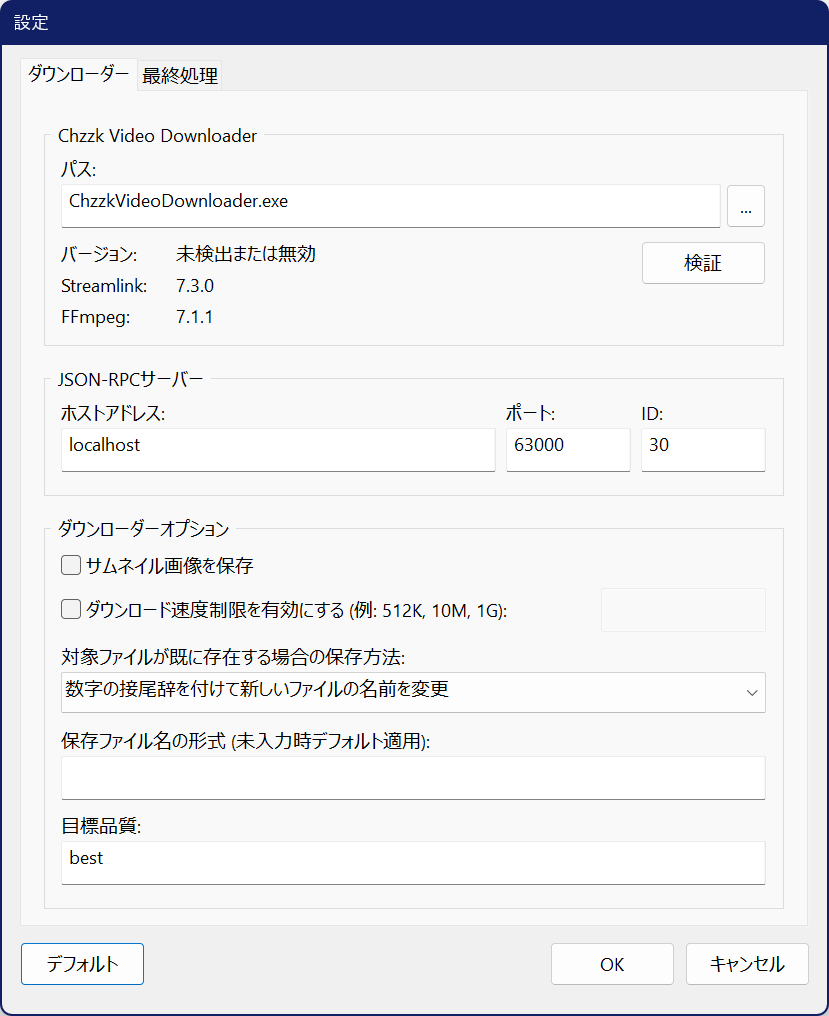 設定
ダウンローダー 最終処理
Chzzk Video Downloader
パス:
ChzzkVideoDownloader.exe ...
バージョン: 未検出または無効 検証
Streamlink: 7.3.0
FFmpeg: 7.1.1
JSON-RPCサーバー
ホストアドレス: ポート: ID:
localhost 63000 30
ダウンローダーオプション
サムネイル画像を保存
ダウンロード速度制限を有効にする (例: 512K, 10M, 1G):
対象ファイルが既に存在する場合の保存方法:
数字の接尾辞を付けて新しいファイルの名前を変更
保存ファイル名の形式 (未入力時デフォルト適用):
目標品質:
best
デフォルト OK キャンセル